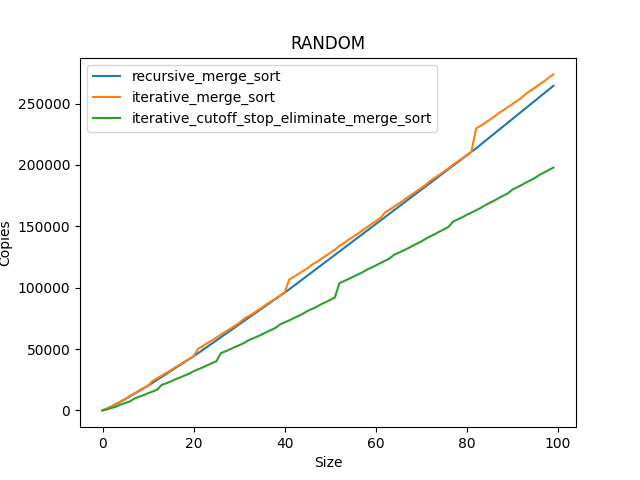 RANDOM
recursive_merge_sort
iterative_merge_sort
iterative_cutoff_stop_eliminate_merge_sort
250000
200000
150000
100000
50000
0
Copies
0 20 40 60 80 100
Size